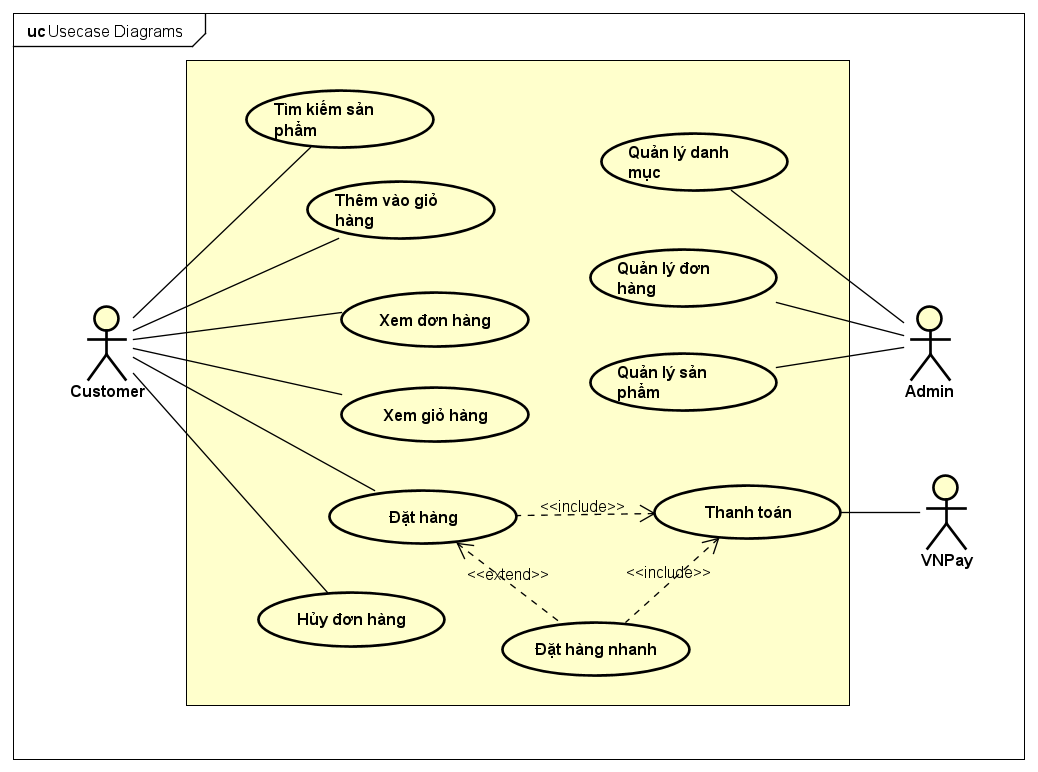 uc Usecase Diagrams
Tìm kiếm sản
phẩm
Quản lý danh
mục
Thêm vào giỏ
hàng
Quản lý đơn
hàng
Xem đơn hàng
Customer
Admin
Quản lý sản
phẩm
Xem giỏ hàng
Đặt hàng
<<include>>
Thanh toán
VNPay
<<extend>>
<<include>>
Hủy đơn hàng
Đặt hàng nhanh